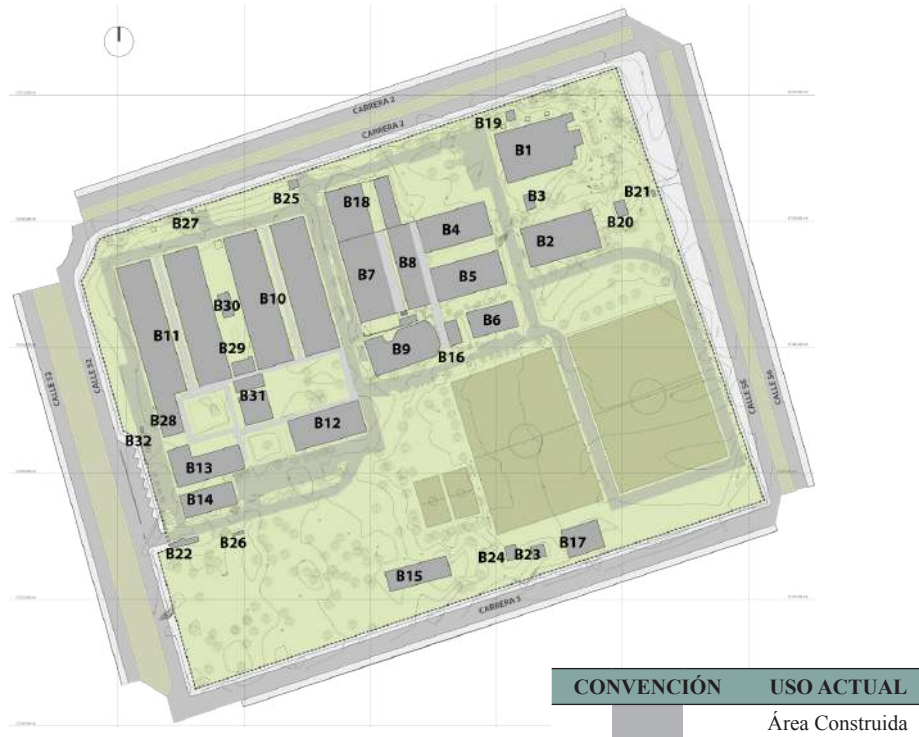 CARRERA 2
CARRERA 2
B19
B1
B3
B21
B20
B25
B18
B27
B4
B2
B7
B8
B5
B30
B10
B11
B6
B9
B16
B29
B31
B28
B12
B32
B13
B14
B22
B26
B15
B24
B23
B17
CALLE 52
CALLE 52
CALLE 56
CALLE 56
CARRERA 5
CONVENCIÓN USO ACTUAL
Área Construida